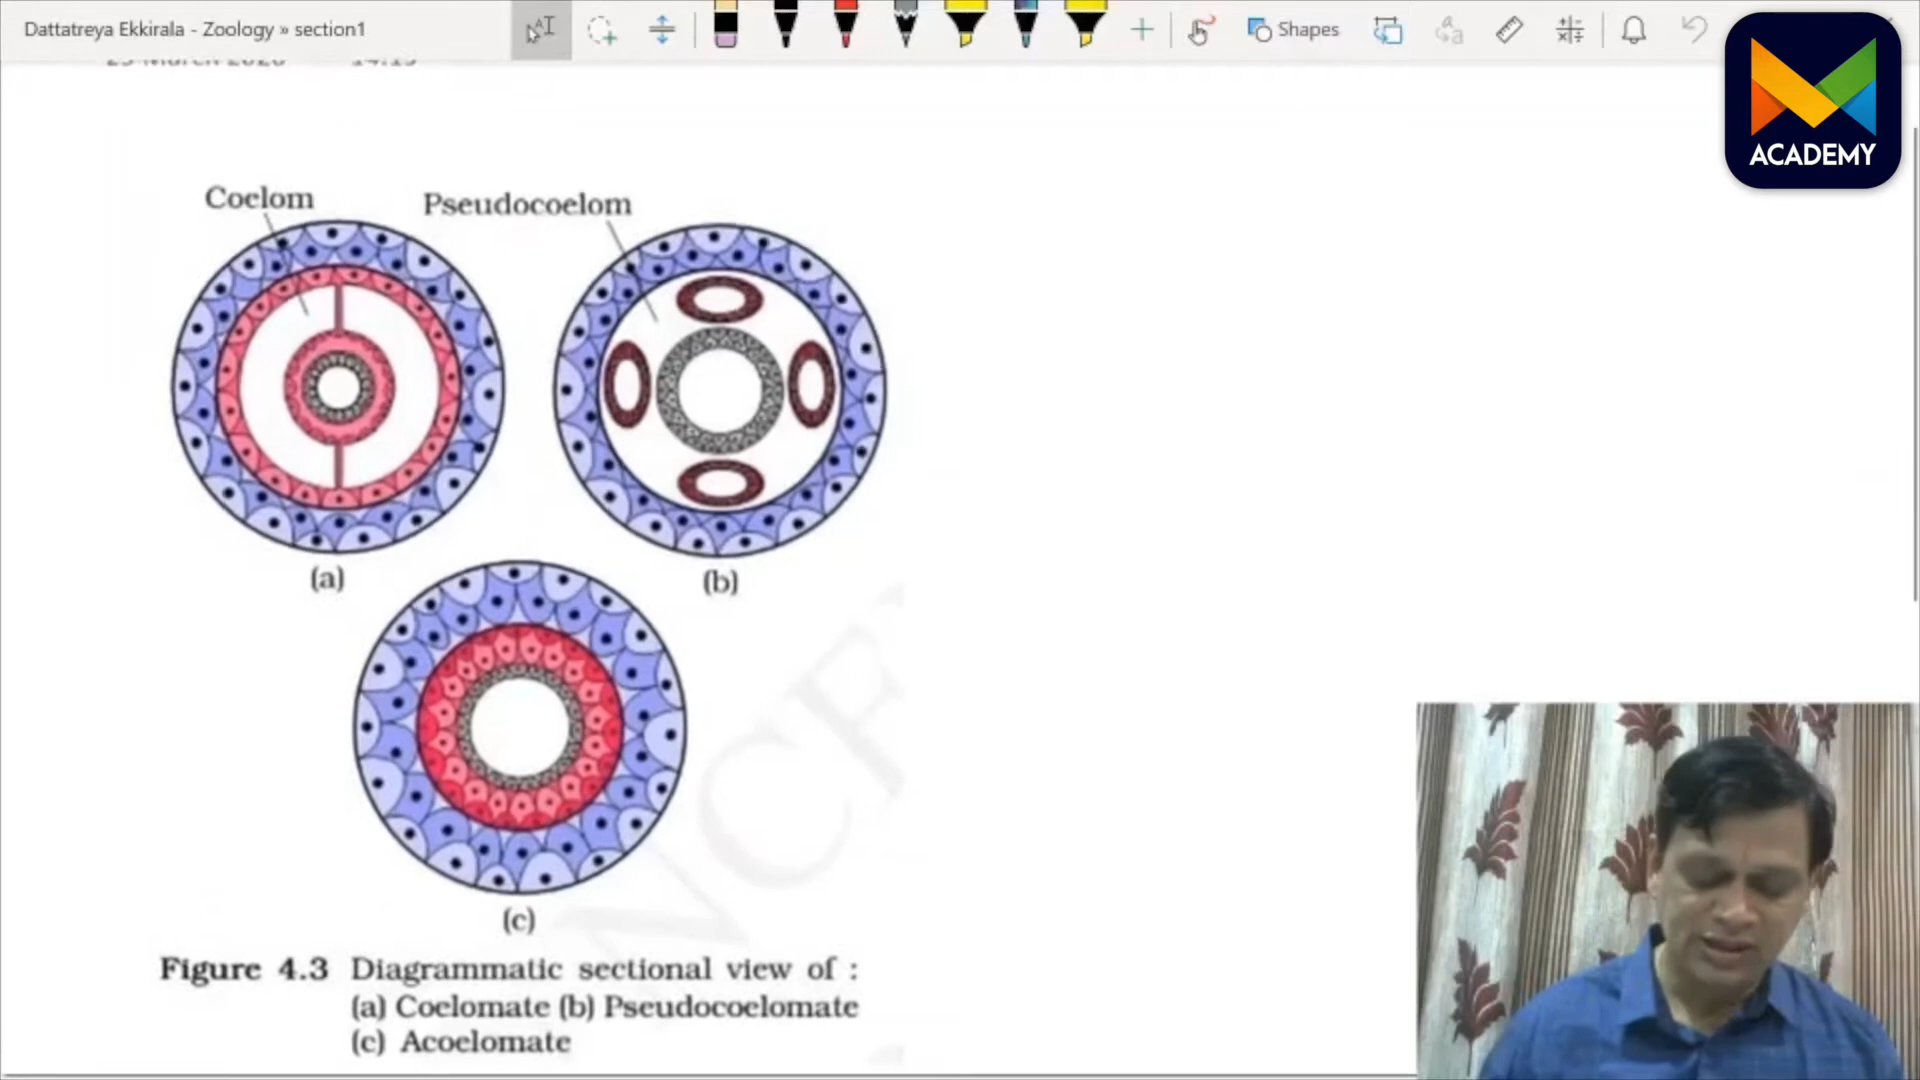 Dattatreya Ekkirala - Zoology » section1
Shapes
ACADEMY
Coelom
Pseudocoelom
(a)
(b)
(c)
Figure 4.3 Diagrammatic sectional view of :
(a) Coelomate (b) Pseudocoelomate
(c) Acoelomate